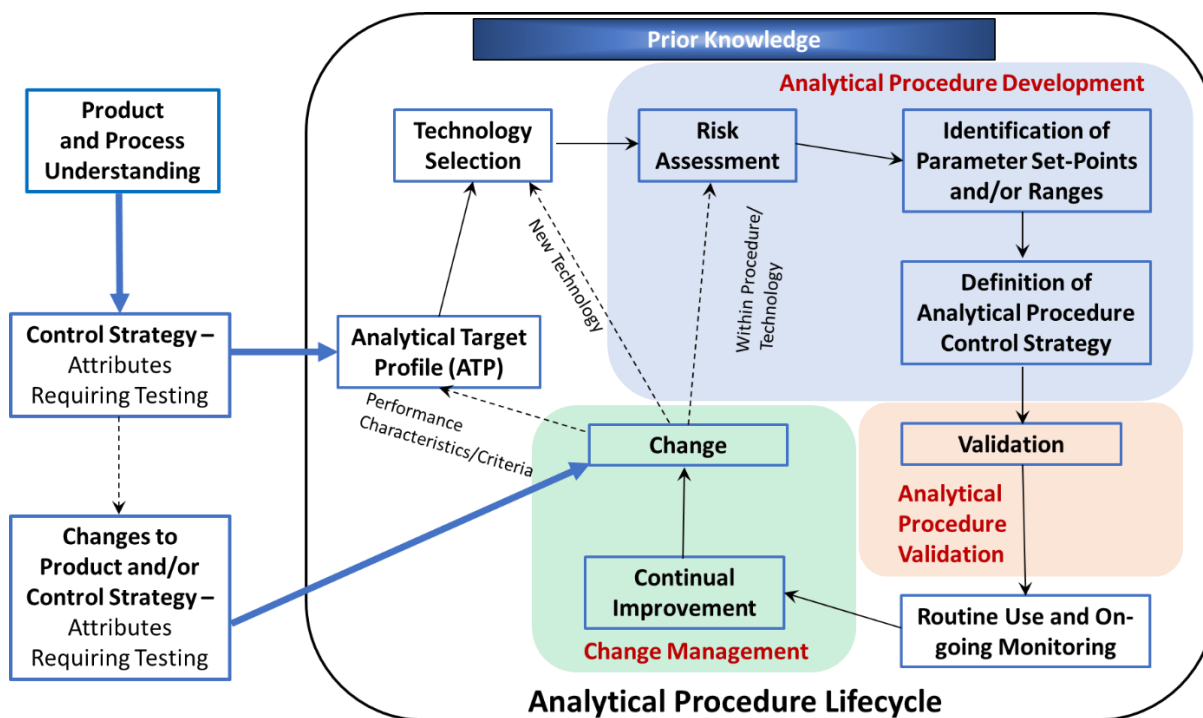 Prior Knowledge
Analytical Procedure Development
Product
and Process
Understanding
Technology
Selection
Risk
Assessment
Identification of
Parameter Set-Points
and/or Ranges
New Technology
Within Procedure/
Technology
Control Strategy –
Attributes
Requiring Testing
Analytical Target
Profile (ATP)
Definition of
Analytical Procedure
Control Strategy
Performance
Characteristics/Criteria
Change
Validation
Analytical
Procedure
Validation
Changes to
Product and/or
Control Strategy –
Attributes
Requiring Testing
Continual
Improvement
Change Management
Routine Use and On-
going Monitoring
Analytical Procedure Lifecycle